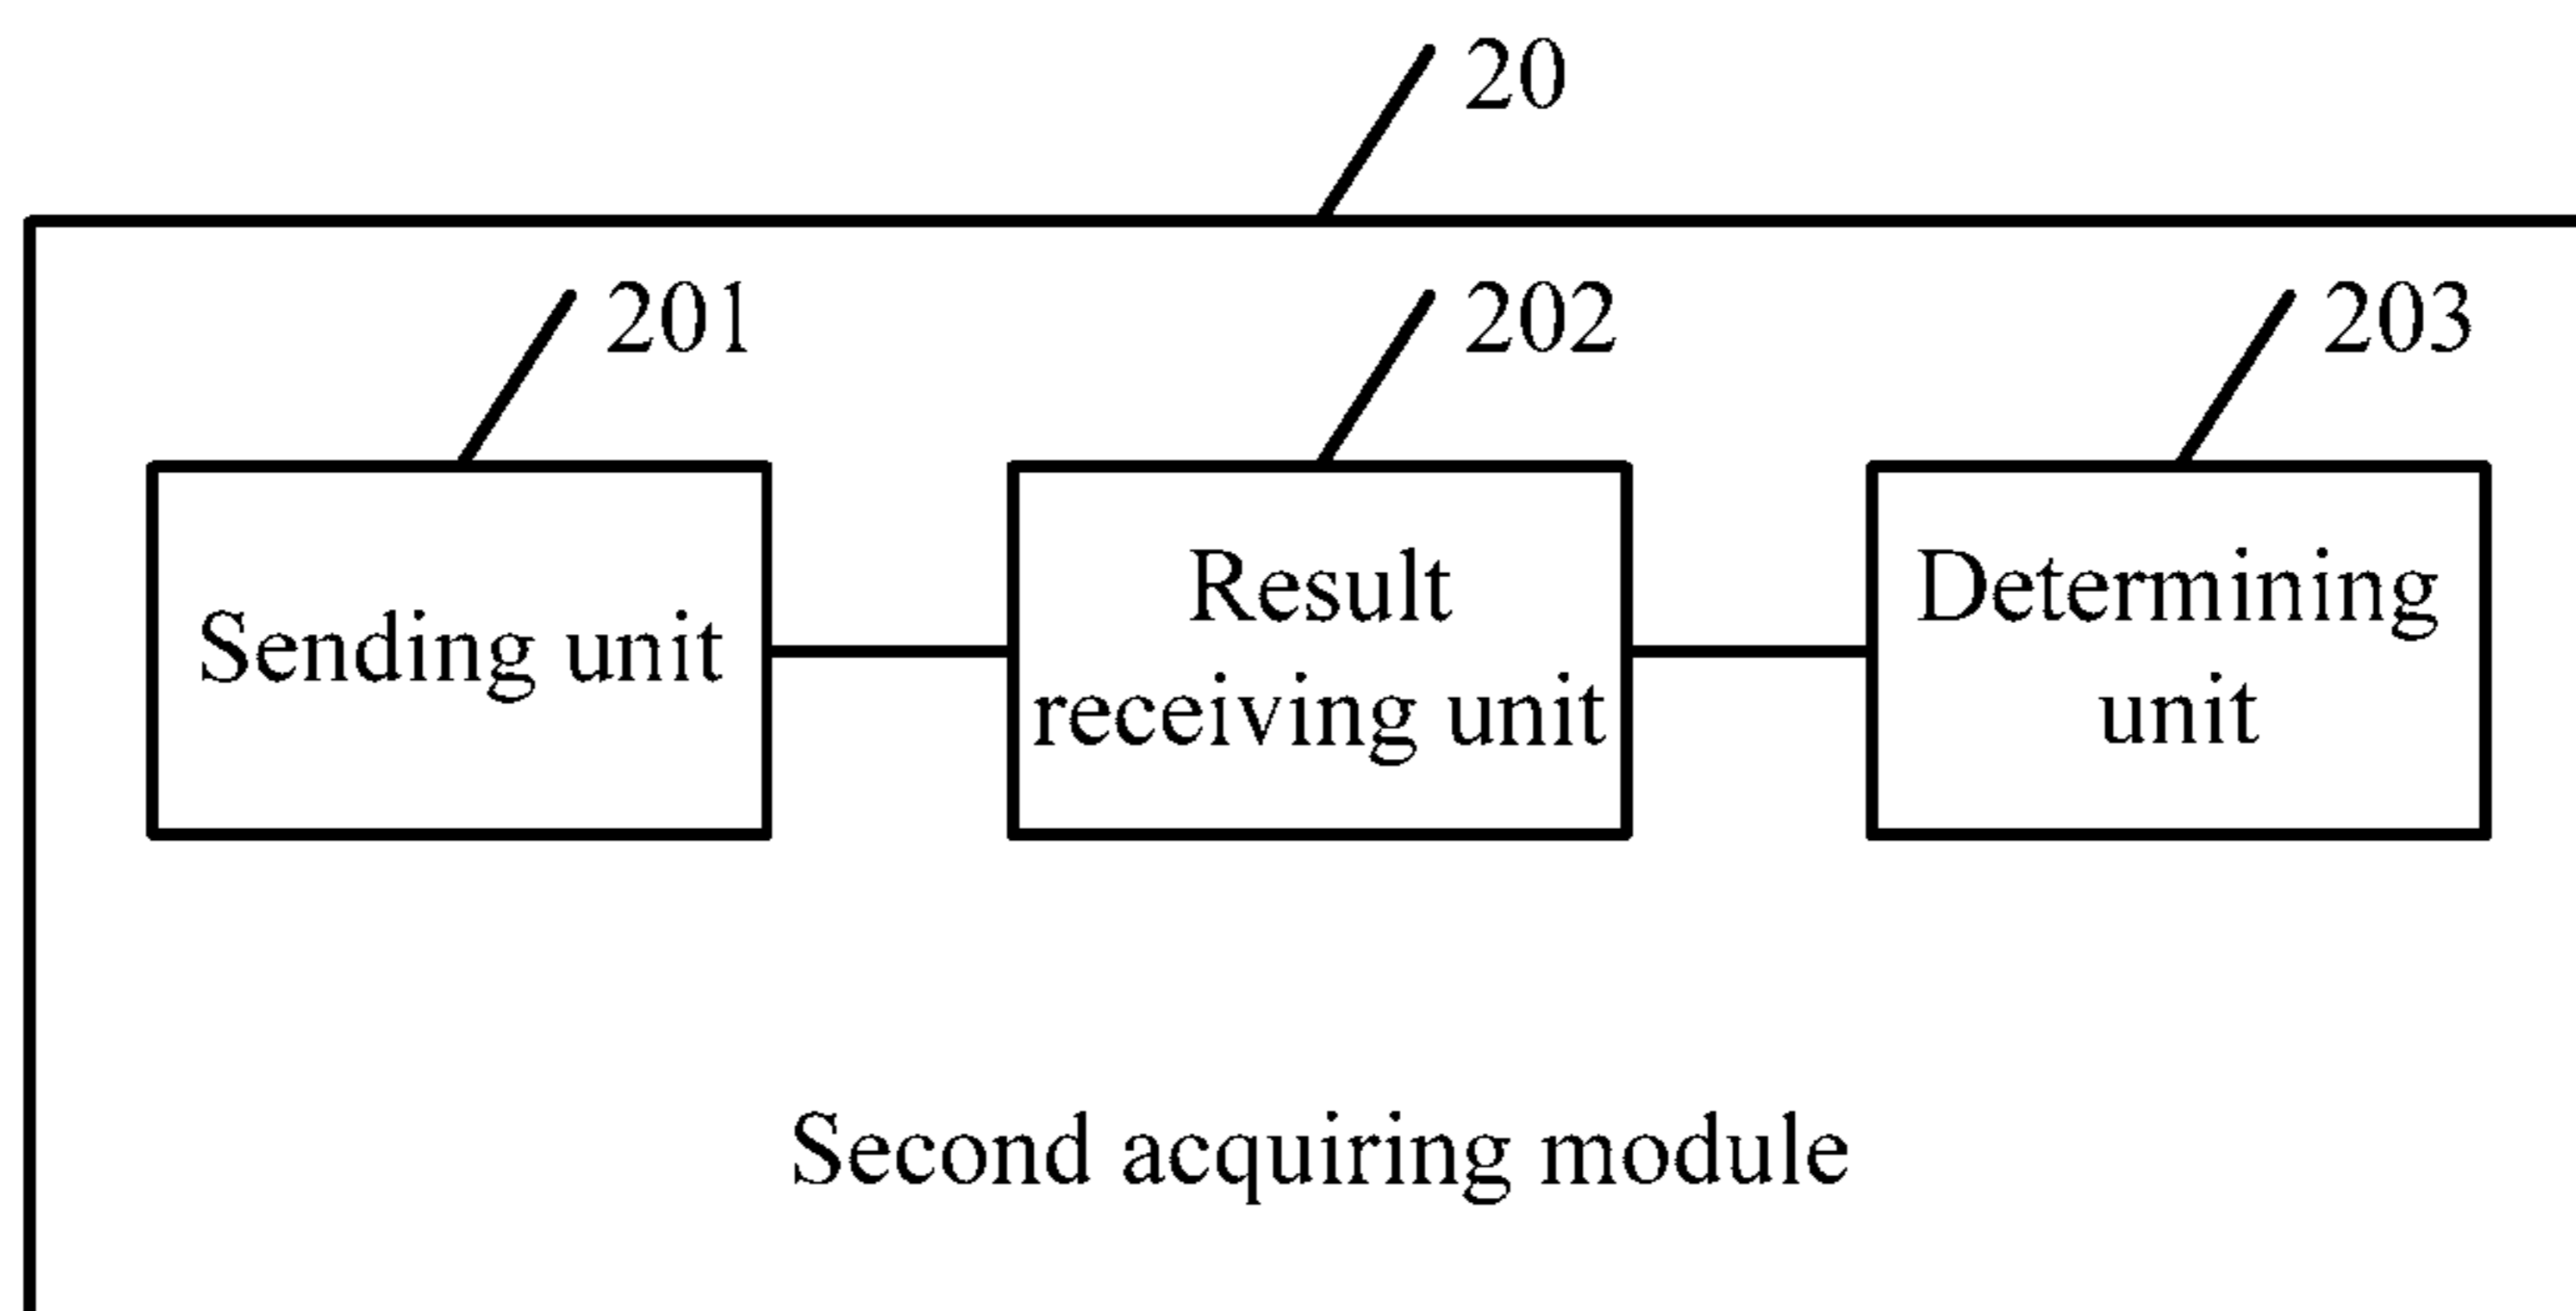 20
201
202
203
Sending unit
Result
receiving unit
Determining
unit
Second acquiring module